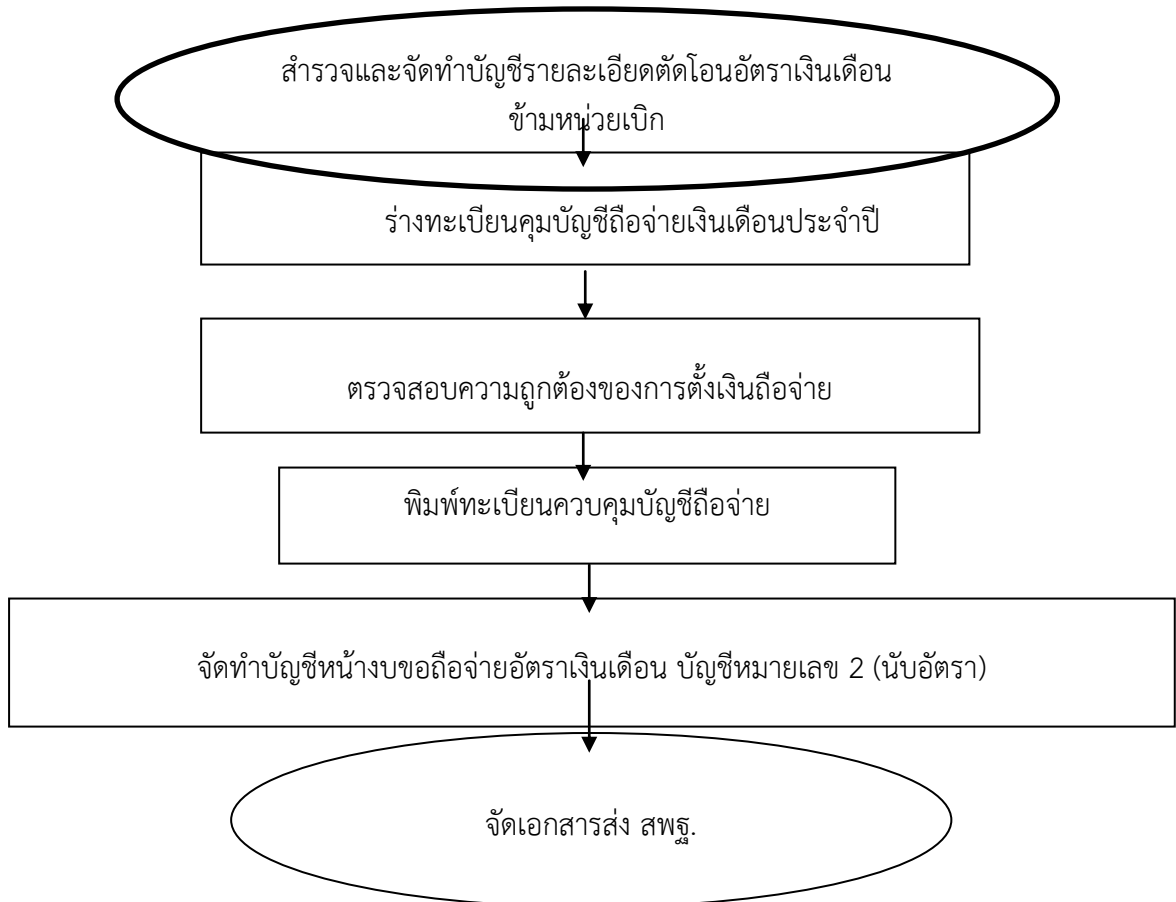 สำรวจและจัดทำบัญชีรายละเอียดตัดโอนอัตราเงินเดือน
ข้ามหน่วยเบิก
ร่างทะเบียนคุมบัญชีถือจ่ายเงินเดือนประจำปี
ตรวจสอบความถูกต้องของการตั้งเงินถือจ่าย
พิมพ์ทะเบียนควบคุมบัญชีถือจ่าย
จัดทำบัญชีหน้างบขอถือจ่ายอัตราเงินเดือน บัญชีหมายเลข 2 (นับอัตรา)
จัดเอกสารส่ง สพฐ.